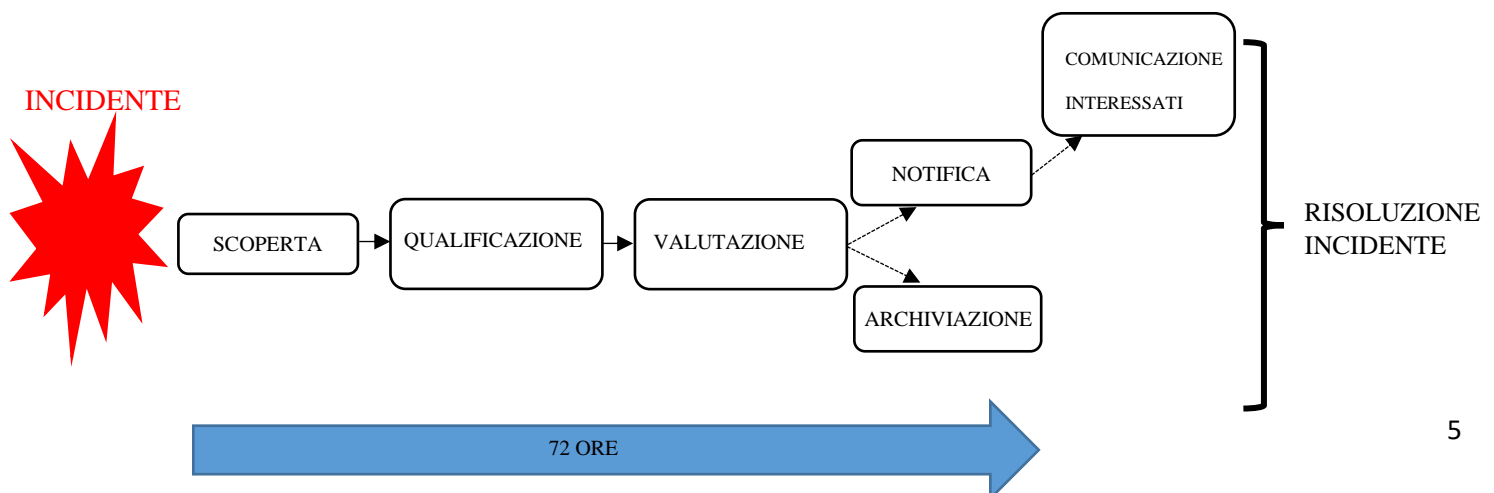 INCIDENTE
SCOPERTA
QUALIFICAZIONE
VALUTAZIONE
NOTIFICA
ARCHIVIAZIONE
COMUNICAZIONE
INTERESSATI
RISOLUZIONE
INCIDENTE
72 ORE
5